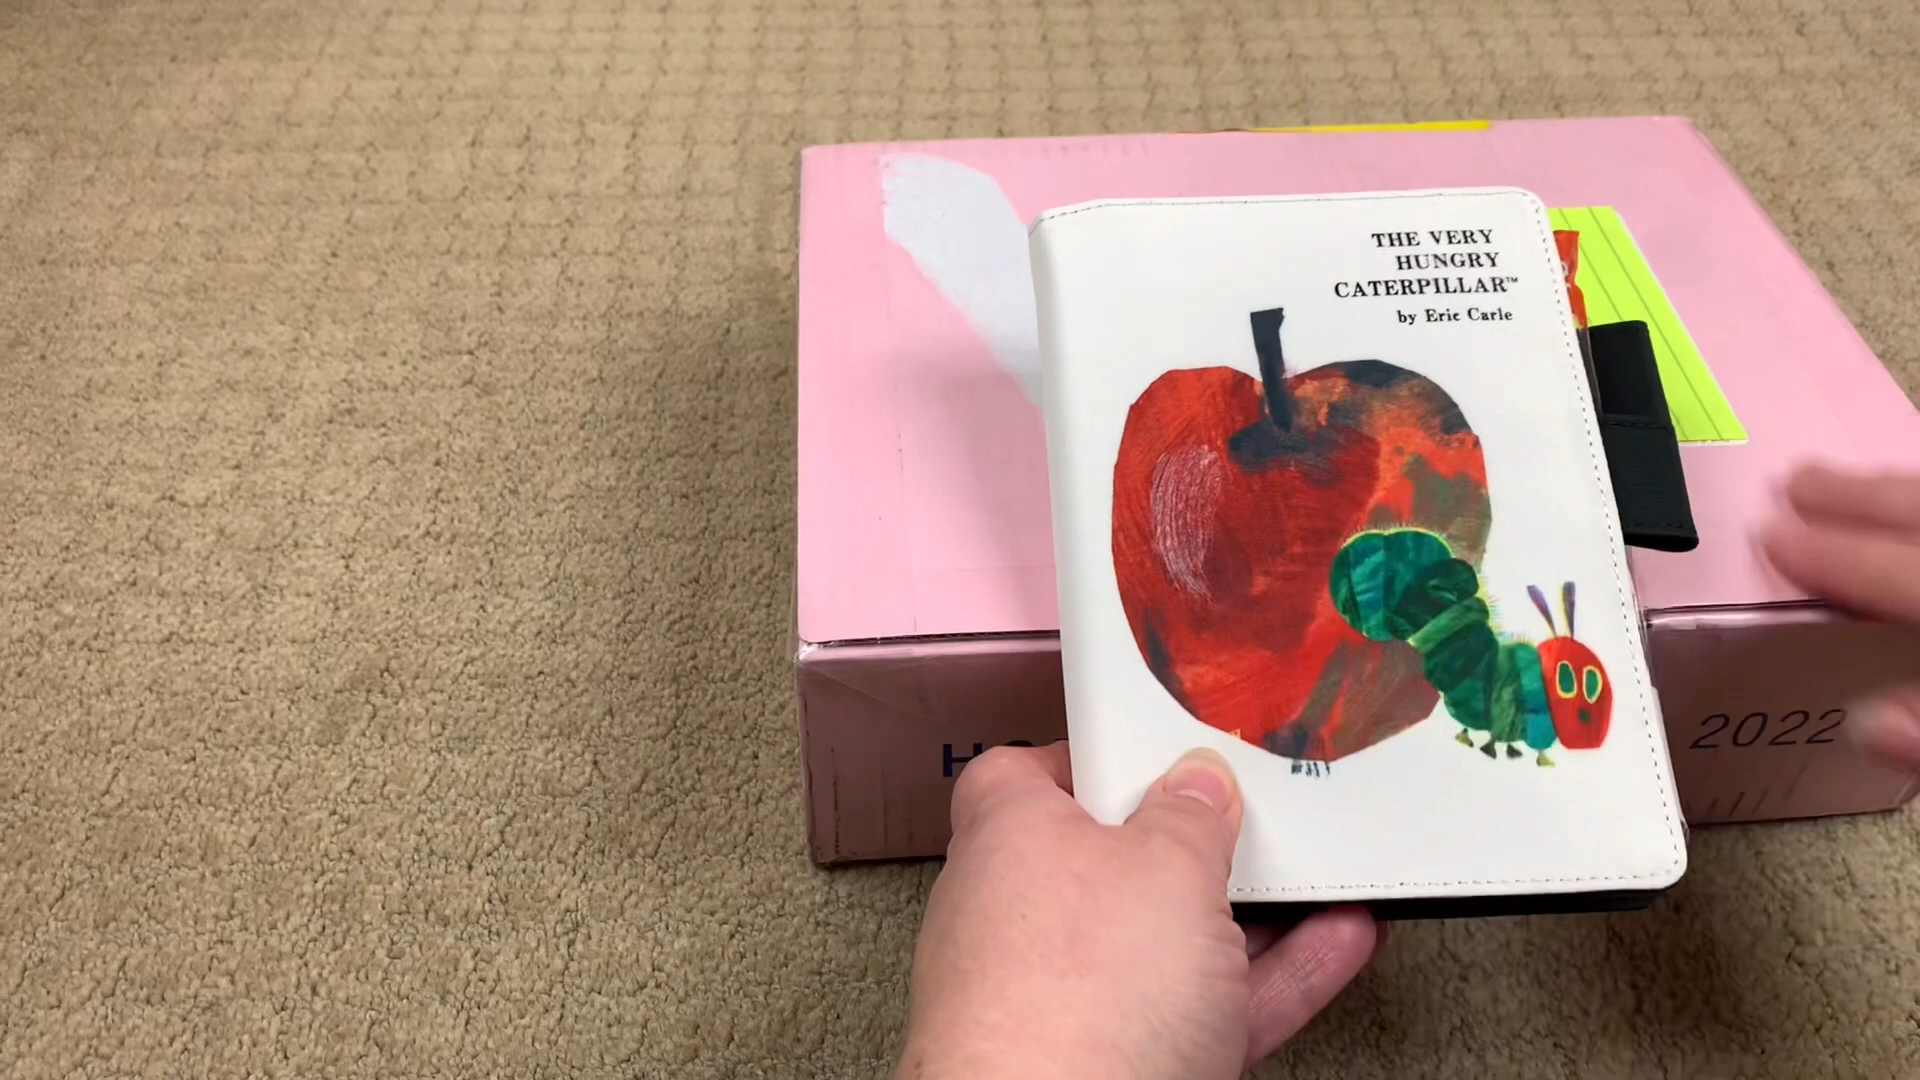 THE VERY
HUNGRY
CATERPILLAR™
by Eric Carle
2022